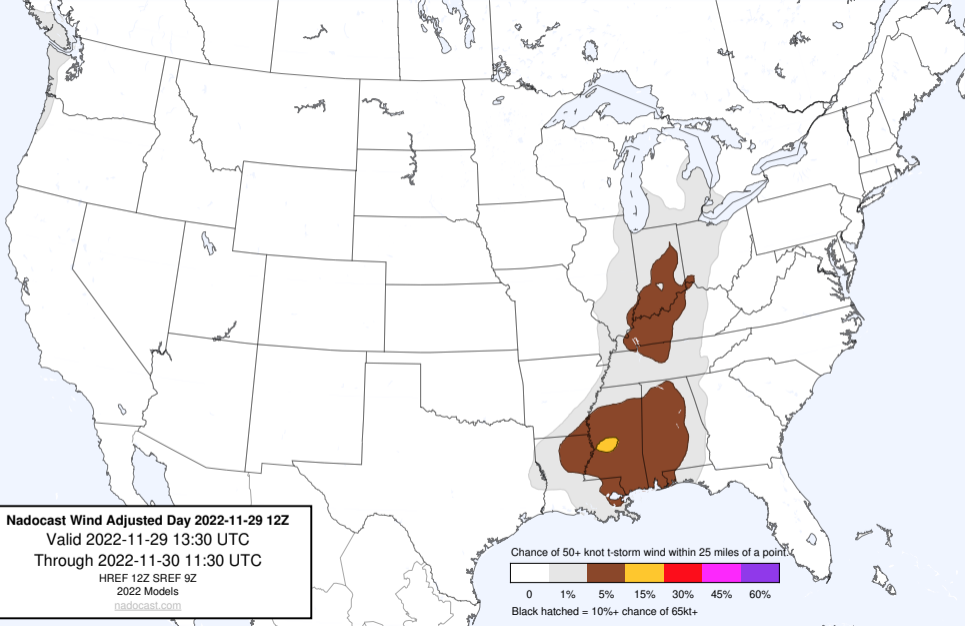 Nadocast Wind Adjusted Day 2022-11-29 12Z
Valid 2022-11-29 13:30 UTC
Through 2022-11-30 11:30 UTC
HREF 12Z SREF 9Z
2022 Models
nadocast.com
Chance of 50+ knot t-storm wind within 25 miles of a point.
0 1% 5% 15% 30% 45% 60%
Black hatched = 10%+ chance of 65kt+